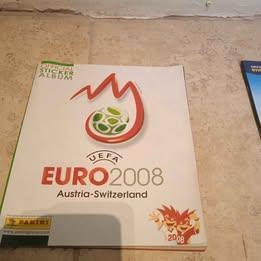 OFFICIAL
STICKER
ALBUM
UEFA
EURO2008
Austria-Switzerland
PANINI
2008